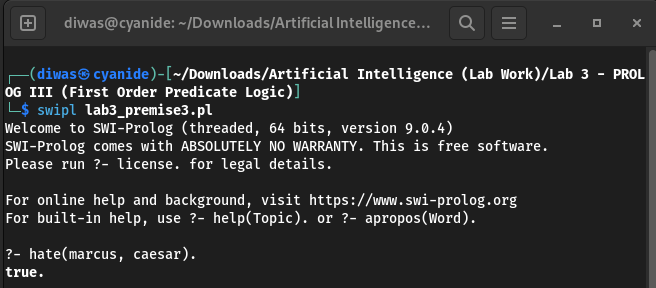 diwas@cyanide: ~/Downloads/Artificial Intelligence...
┌──(diwas㉿cyanide)-[~/Downloads/Artificial Intelligence (Lab Work)/Lab 3 - PROL
OG III (First Order Predicate Logic)]
└─$ swipl lab3_premise3.pl
Welcome to SWI-Prolog (threaded, 64 bits, version 9.0.4)
SWI-Prolog comes with ABSOLUTELY NO WARRANTY. This is free software.
Please run ?- license. for legal details.
For online help and background, visit https://www.swi-prolog.org
For built-in help, use ?- help(Topic). or ?- apropos(Word).
?- hate(marcus, caesar).
true.